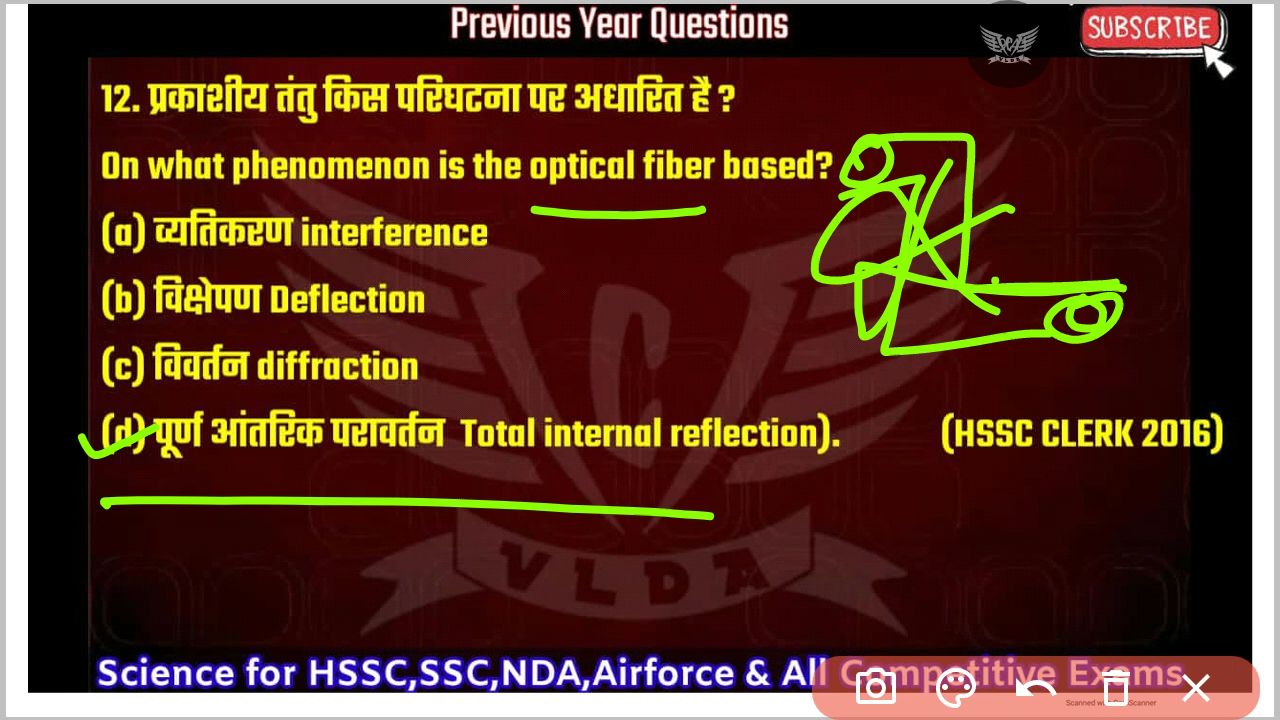 Previous Year Questions
SUBSCRIBE
12. प्रकाशीय तंतु किस परिघटना पर अधारित है ?
On what phenomenon is the optical fiber based?
(a) व्यतिकरण interference
(b) विक्षेपण Deflection
(c) विवर्तन diffraction
(d) पूर्ण आंतरिक परावर्तन Total internal reflection). (HSSC CLERK 2016)
VLDA
Science for HSSC,SSC,NDA,Airforce & All Competitive Exams